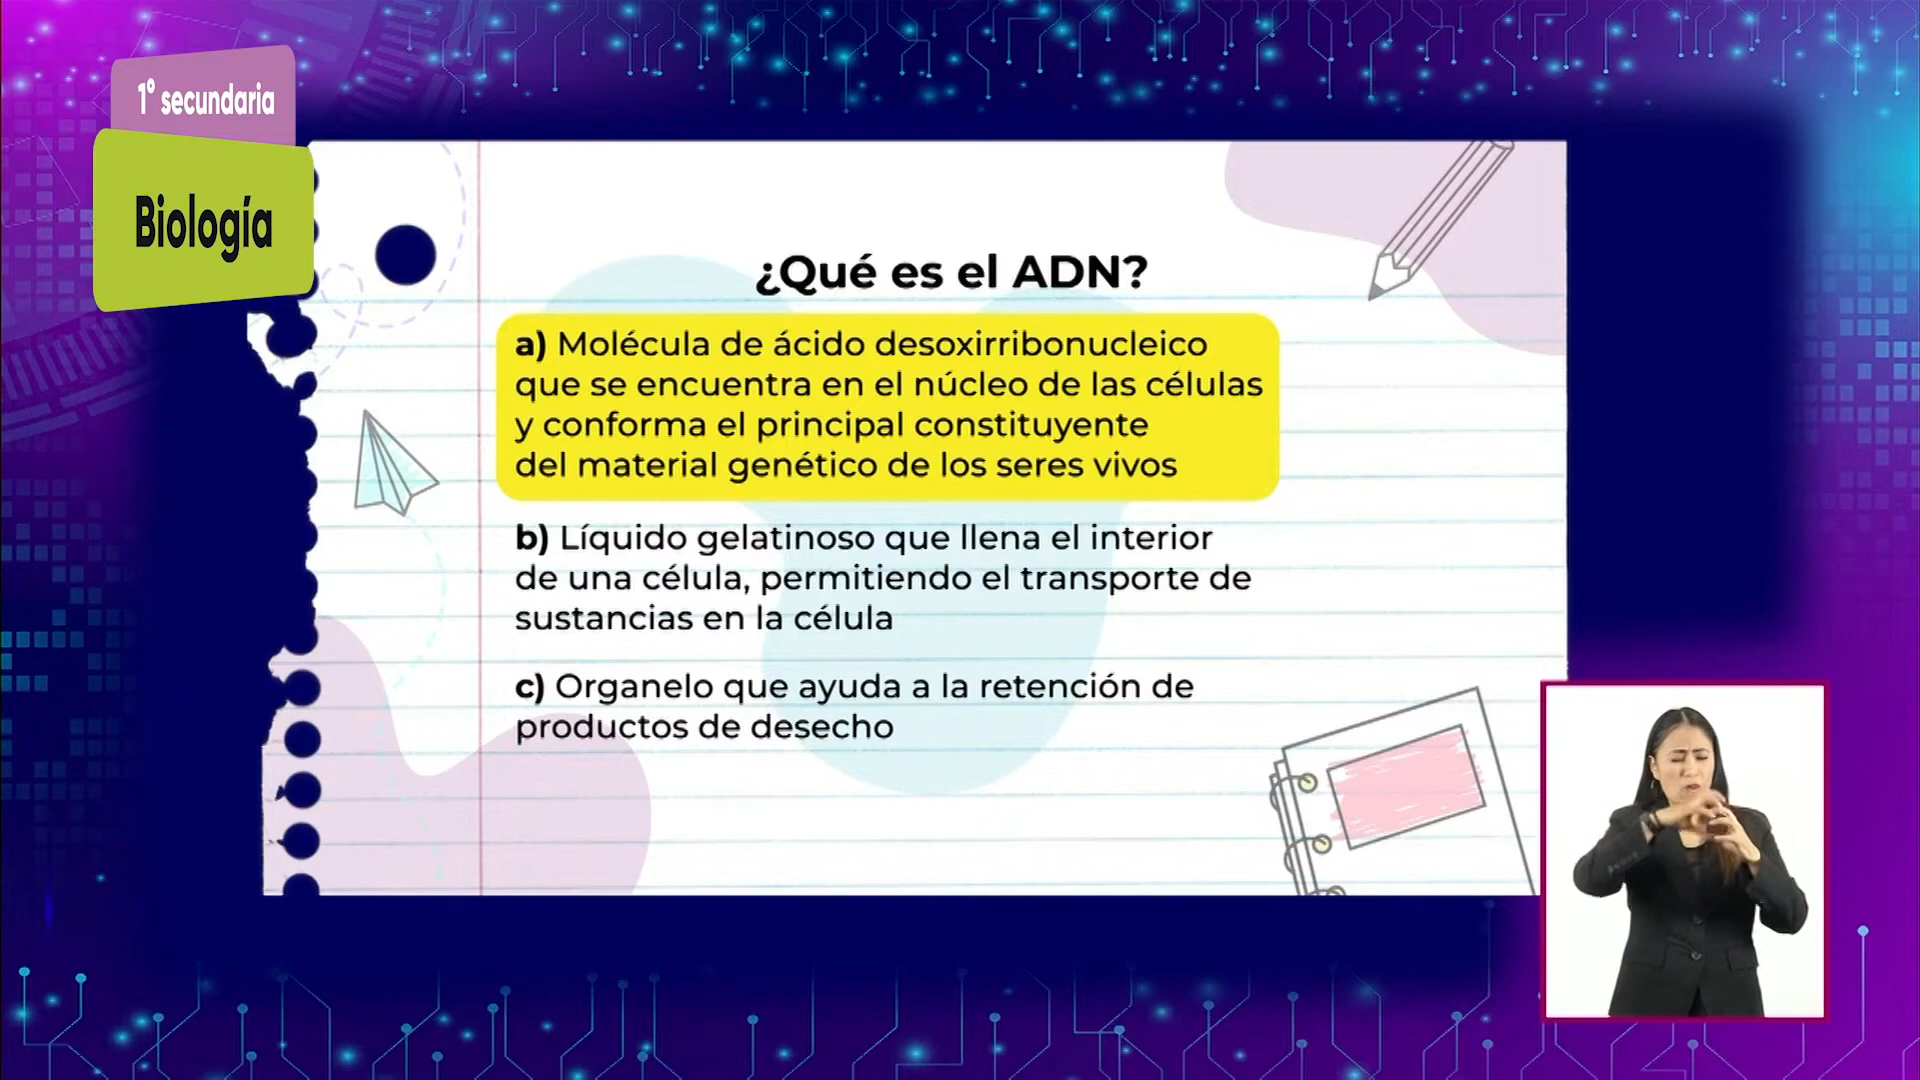 1° secundaria
Biología
¿Qué es el ADN?
a) Molécula de ácido desoxirribonucleico
que se encuentra en el núcleo de las células
y conforma el principal constituyente
del material genético de los seres vivos
b) Líquido gelatinoso que llena el interior
de una célula, permitiendo el transporte de
sustancias en la célula
c) Organelo que ayuda a la retención de
productos de desecho